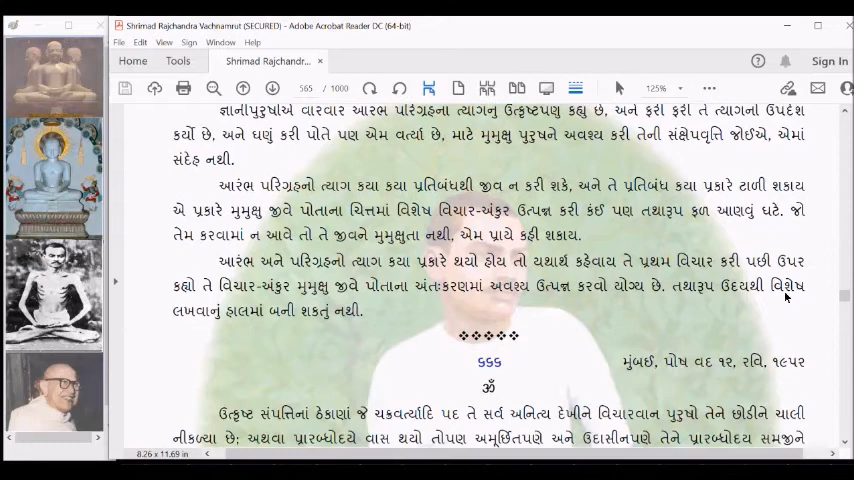 Shrimad Rajchandra Vachnamrut (SECURED) - Adobe Acrobat Reader DC (64-bit)
File Edit View Sign Window Help
Home Tools Shrimad Rajchandr... × Sign In
565 / 1000 125%
જ્ઞાનીપુરુષોએ વારંવાર આરંભ પરિગ્રહના ત્યાગનું ઉત્કૃષ્ટપણું કહ્યું છે, અને ફરી ફરી તે ત્યાગનો ઉપદેશ
કર્યો છે, અને ઘણું કરી પોતે પણ એમ વર્ત્યા છે, માટે મુમુક્ષુ પુરુષને અવશ્ય કરી તેની સંક્ષેપવૃત્તિ જોઈએ, એમાં
સંદેહ નથી.
આરંભ પરિગ્રહનો ત્યાગ કયા કયા પ્રતિબંધથી જીવ ન કરી શકે, અને તે પ્રતિબંધ કયા પ્રકારે ટાળી શકાય
એ પ્રકારે મુમુક્ષુ જીવે પોતાના ચિત્તમાં વિશેષ વિચાર-અંકુર ઉત્પન્ન કરી કંઈ પણ તથારૂપ ફળ આણવું ઘટે. જો
તેમ કરવામાં ન આવે તો તે જીવને મુમુક્ષુતા નથી, એમ પ્રાયે કહી શકાય.
આરંભ અને પરિગ્રહનો ત્યાગ કયા પ્રકારે થયો હોય તો યથાર્થ કહેવાય તે પ્રથમ વિચાર કરી પછી ઉપર
કહ્યો તે વિચાર-અંકુર મુમુક્ષુ જીવે પોતાના અંતઃકરણમાં અવશ્ય ઉત્પન્ન કરવો યોગ્ય છે. તથારૂપ ઉદયથી વિશેષ
લખવાનું હાલમાં બની શકતું નથી.
૬૬૬ મુંબઈ, પોષ વદ ૧૨, રવિ, ૧૯૫૨
ૐ
ઉત્કૃષ્ટ સંપત્તિનાં ઠેકાણાં જે ચક્રવર્ત્યાદિ પદ તે સર્વ અનિત્ય દેખીને વિચારવાન પુરુષો તેને છોડીને ચાલી
નીકળ્યા છે; અથવા પ્રારબ્ધોદયે વાસ થયો તોપણ અમૂર્છિતપણે અને ઉદાસીનપણે તેને પ્રારબ્ધોદય સમજીને
8.26 x 11.69 in